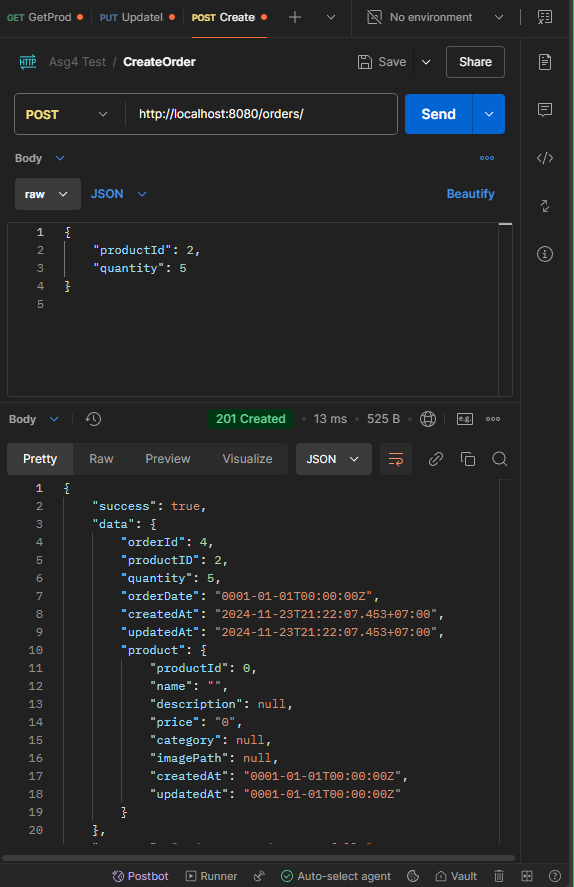 GET GetProd PUT Update POST Create No environment
HTTP Asg4 Test / CreateOrder Save Share
POST http://localhost:8080/orders/ Send
Body
raw JSON Beautify
1 {
2 "productId": 2,
3 "quantity": 5
4 }
5
Body 201 Created • 13 ms • 525 B • e.g.
Pretty Raw Preview Visualize JSON
1 {
2 "success": true,
3 "data": {
4 "orderId": 4,
5 "productID": 2,
6 "quantity": 5,
7 "orderDate": "0001-01-01T00:00:00Z",
8 "createdAt": "2024-11-23T21:22:07.453+07:00",
9 "updatedAt": "2024-11-23T21:22:07.453+07:00",
10 "product": {
11 "productId": 0,
12 "name": "",
13 "description": null,
14 "price": "0",
15 "category": null,
16 "imagePath": null,
17 "createdAt": "0001-01-01T00:00:00Z",
18 "updatedAt": "0001-01-01T00:00:00Z"
19 }
20 },
Postbot Runner Auto-select agent Vault